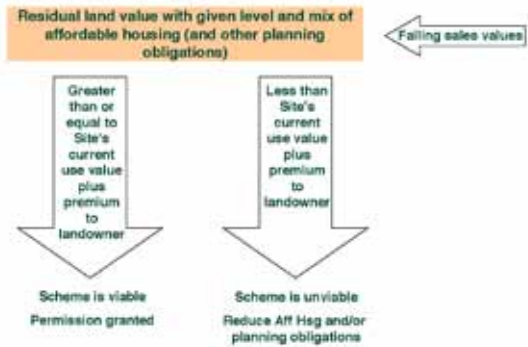 Residual land value with given level and mix of
affordable housing (and other planning
obligations)
Falling sales values
Greater
than or
equal to
Site's
current
use value
plus
premium
to
landowner
Less than
Site's
current
use value
plus
premium
to
landowner
Scheme is viable
Permission granted
Scheme is unviable
Reduce Aff Hsg and/or
planning obligations